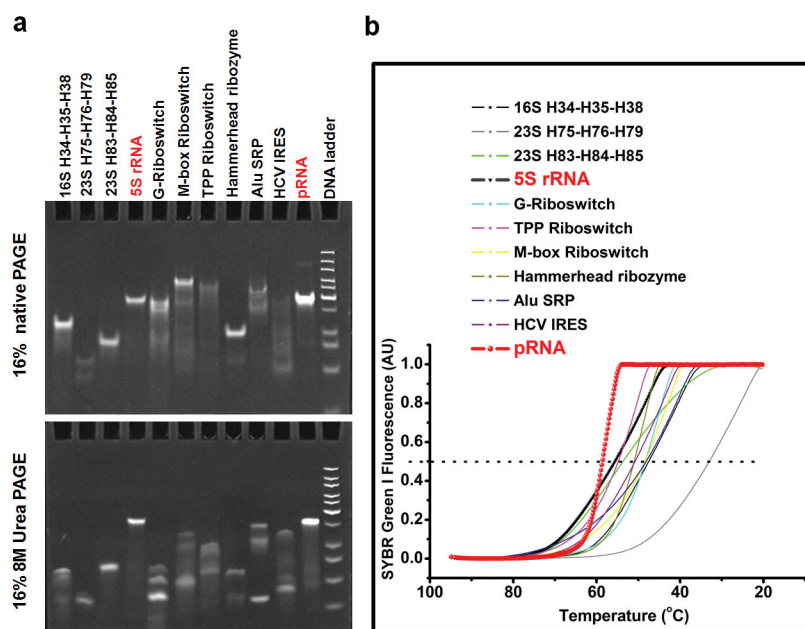 a
16S H34-H35-H38
23S H75-H76-H79
23S H83-H84-H85
5S rRNA
G-Riboswitch
M-box Riboswitch
TPP Riboswitch
Hammerhead ribozyme
Alu SRP
HCV IRES
pRNA
DNA ladder
16% native PAGE
16% 8M Urea PAGE
b
16S H34-H35-H38
23S H75-H76-H79
23S H83-H84-H85
5S rRNA
G-Riboswitch
TPP Riboswitch
M-box Riboswitch
Hammerhead ribozyme
Alu SRP
HCV IRES
pRNA
SYBR Green I Fluorescence (AU)
1.0
0.8
0.6
0.4
0.2
0.0
100 80 60 40 20
Temperature (°C)